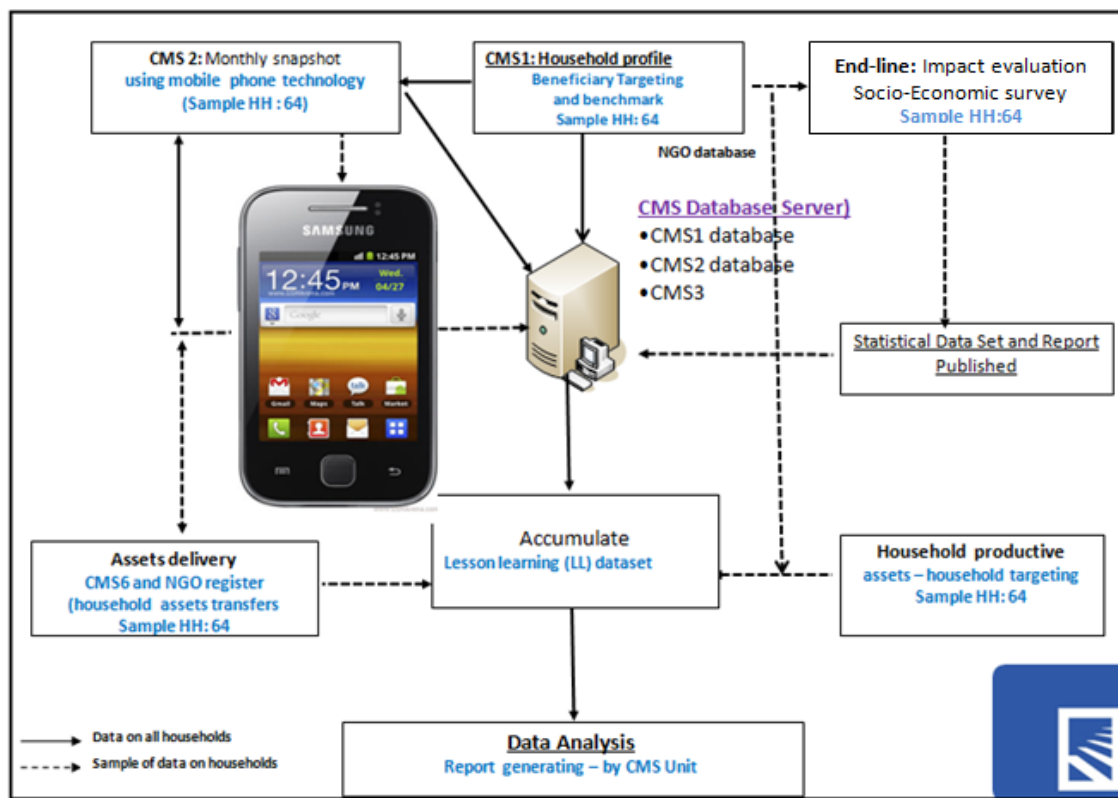 CMS 2: Monthly snapshot
using mobile phone technology
(Sample HH : 64)
CMS1: Household profile
Beneficiary Targeting
and benchmark
Sample HH: 64
End-line: Impact evaluation
Socio-Economic survey
Sample HH:64
NGO database
CMS Database Server)
•CMS1 database
•CMS2 database
•CMS3
SAMSUNG
12:45 PM
12:45 PM
Wed.
04/27
Google
Gmail
Maps
Talk
Market
Statistical Data Set and Report
Published
Assets delivery
CMS6 and NGO register
(household assets transfers
Sample HH: 64
Accumulate
Lesson learning (LL) dataset
Household productive
assets – household targeting
Sample HH: 64
Data Analysis
Report generating – by CMS Unit
Data on all households
Sample of data on households